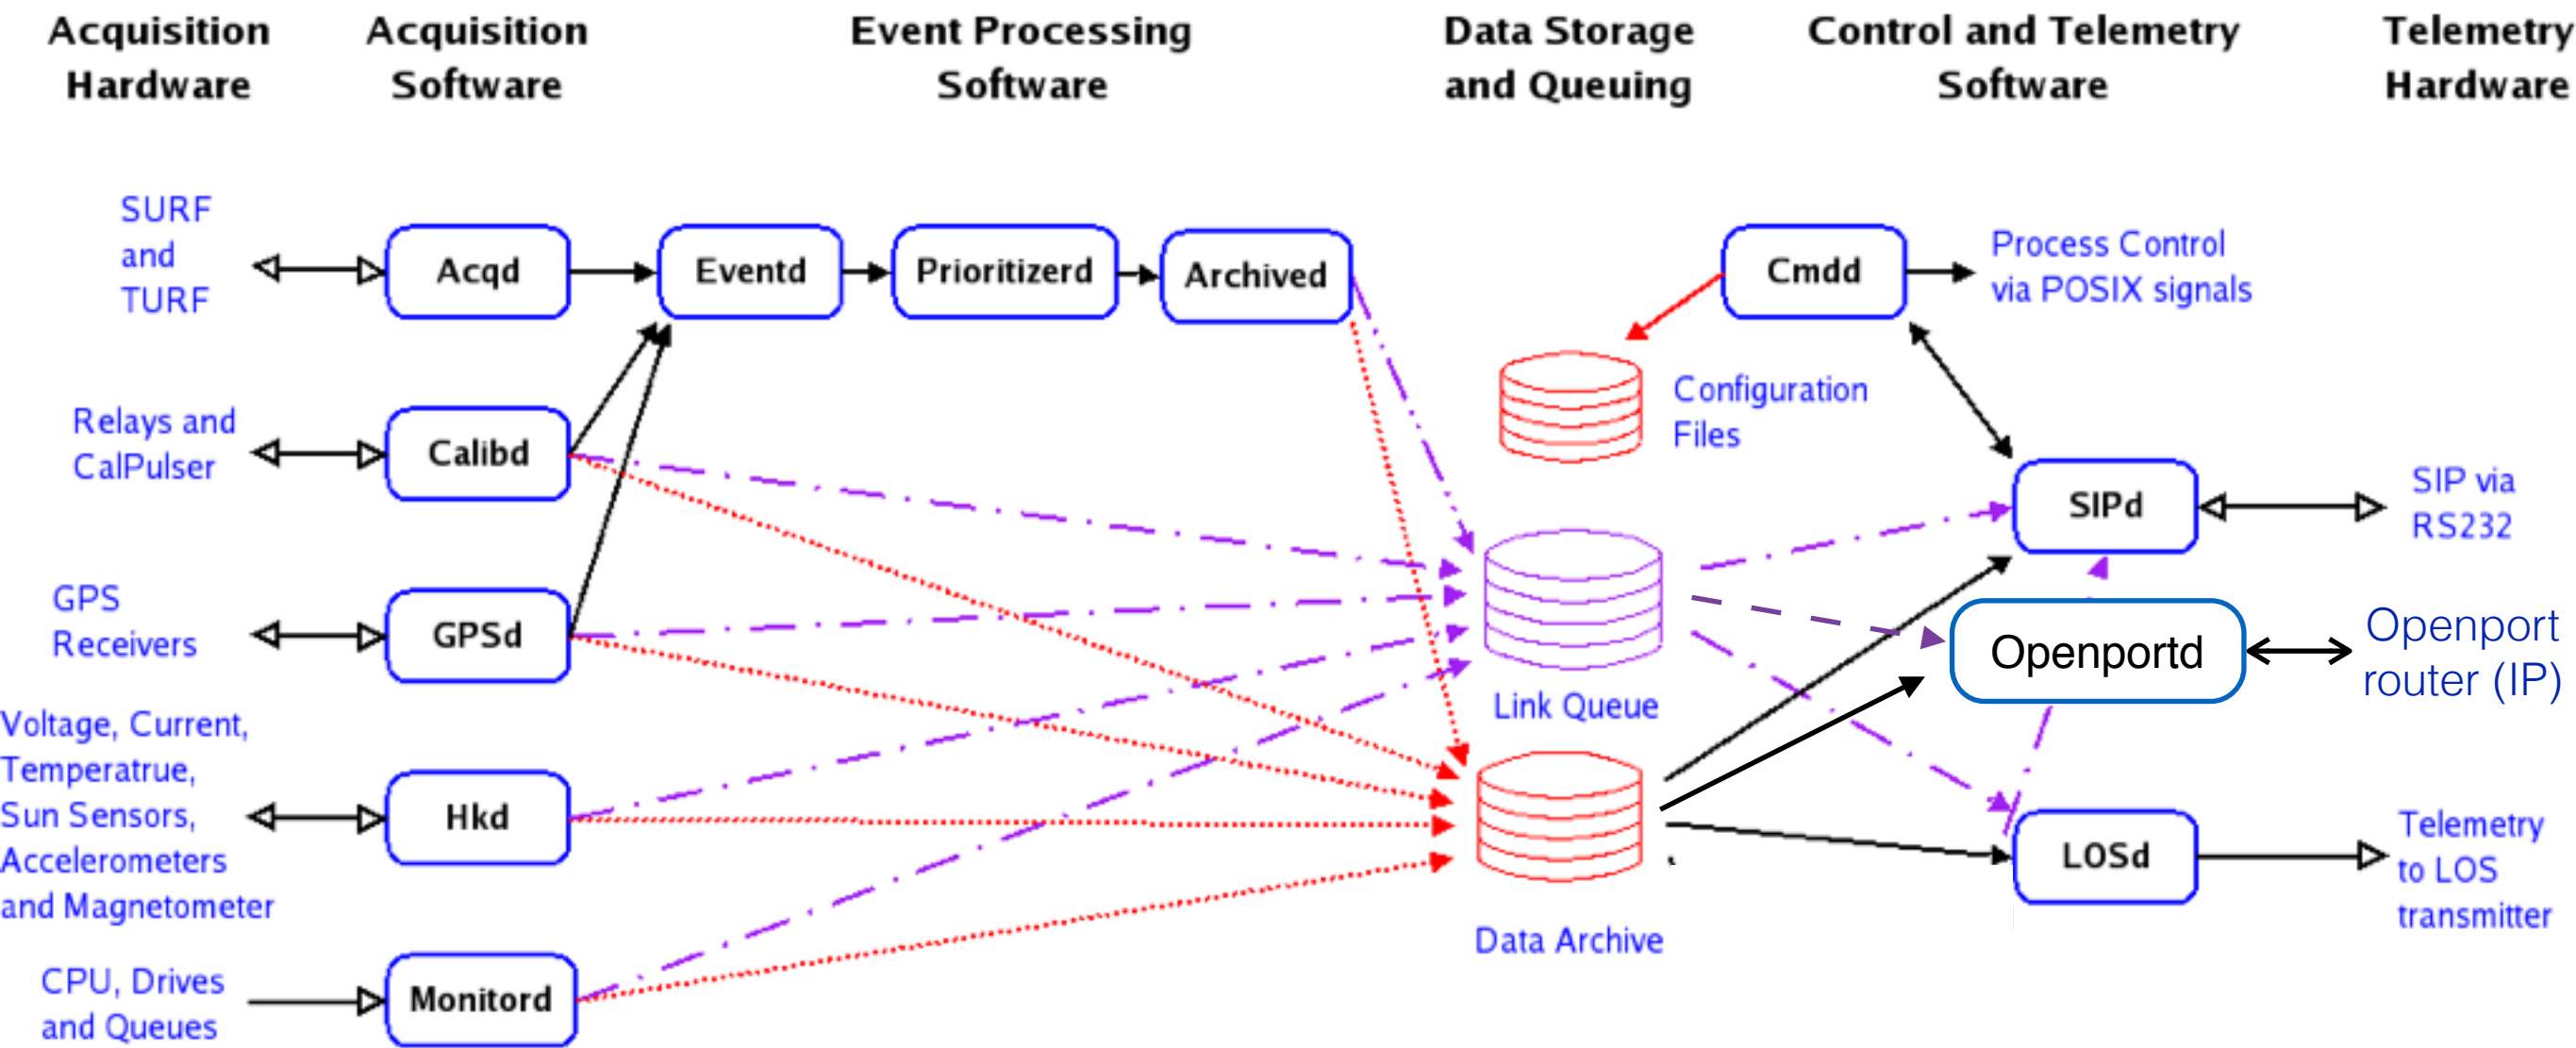 Acquisition
Hardware
Acquisition
Software
Event Processing
Software
Data Storage
and Queuing
Control and Telemetry
Software
Telemetry
Hardware
SURF
and
TURF
Acqd
Eventd
Prioritizerd
Archived
Cmdd
Process Control
via POSIX signals
Configuration
Files
Relays and
CalPulser
Calibd
SIPd
SIP via
RS232
GPS
Receivers
GPSd
Link Queue
Openportd
Openport
router (IP)
Voltage, Current,
Temperatrue,
Sun Sensors,
Accelerometers
and Magnetometer
Hkd
Data Archive
LOSd
Telemetry
to LOS
transmitter
CPU, Drives
and Queues
Monitord